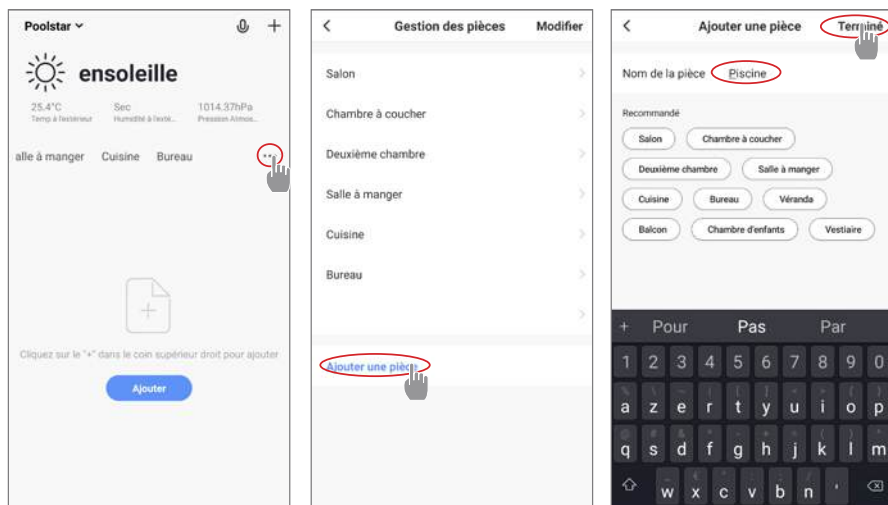 Poolstar
+
ensoleille
25.4°C Sec 1014.37hPa
Temp à l'extérieur Humidité à l'exté... Pression Atmos...
alle à manger Cuisine Bureau ...
Cliquez sur le "+" dans le coin supérieur droit pour ajouter
Ajouter
< Gestion des pièces Modifier
Salon >
Chambre à coucher >
Deuxième chambre >
Salle à manger >
Cuisine >
Bureau >
>
Ajouter une pièce
< Ajouter une pièce Terminé
Nom de la pièce Piscine
Recommandé
Salon Chambre à coucher
Deuxième chambre Salle à manger
Cuisine Bureau Véranda
Balcon Chambre d'enfants Vestiaire
+ Pour Pas Par
1 2 3 4 5 6 7 8 9 0
a z e r t y u i o p
q s d f g h j k l m
w x c v b n '